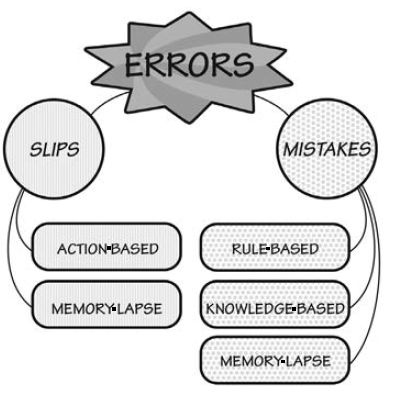 ERRORS
SLIPS
MISTAKES
ACTION-BASED
RULE-BASED
MEMORY-LAPSE
KNOWLEDGE-BASED
MEMORY-LAPSE